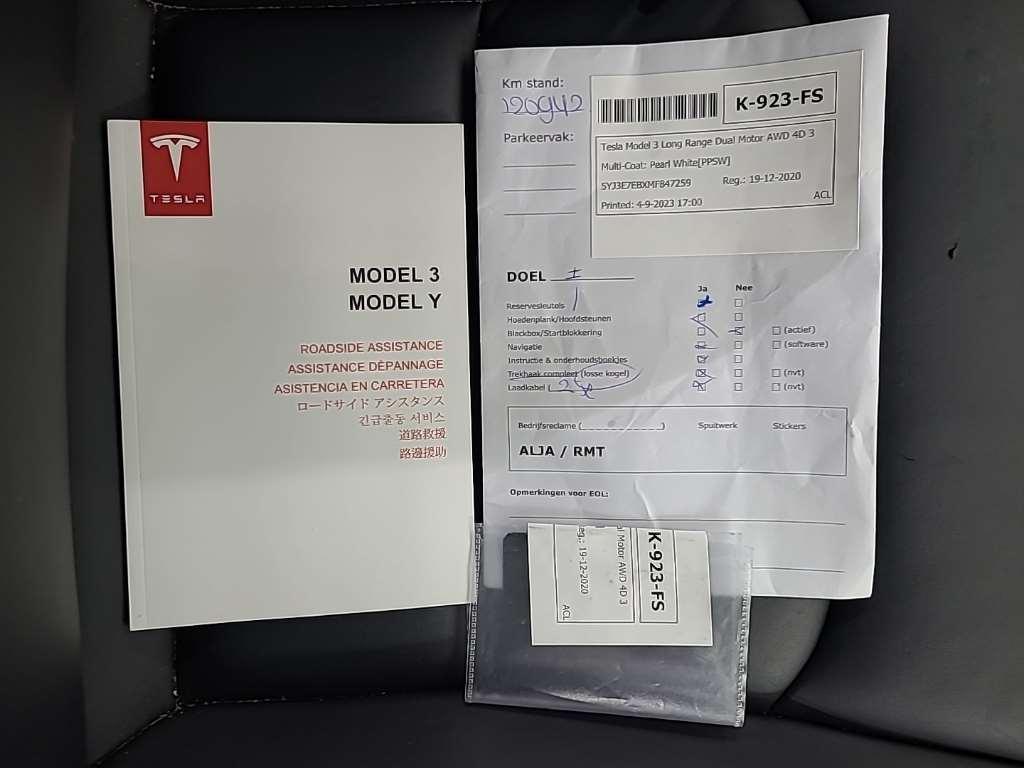 TESLA
MODEL 3
MODEL Y
ROADSIDE ASSISTANCE
ASSISTANCE DÉPANNAGE
ASISTENCIA EN CARRETERA
ロードサイド アシスタンス
긴급출동 서비스
道路救援
路邊援助
Km stand:
120942
Parkeervak:
K-923-FS
Tesla Model 3 Long Range Dual Motor AWD 4D 3
Multi-Coat: Pearl White[PPSW]
5YJ3E7EBXMF847259 Reg.: 19-12-2020
Printed: 4-9-2023 17:00 ACL
DOEL I
Ja Nee
Reservesleutels
Hoedenplank/Hoofdsteunen
Blackbox/Startblokkering (actief)
Navigatie (software)
Instructie & onderhoudsboekjes
Trekhaak compleet (losse kogel) (nvt)
Laadkabel ( 2x (nvt)
Bedrijfsreclame ( ) Spuitwerk Stickers
ALJA / RMT
Opmerkingen voor EOL:
K-923-FS
al Motor AWD 4D 3
eg.: 19-12-2020
ACL